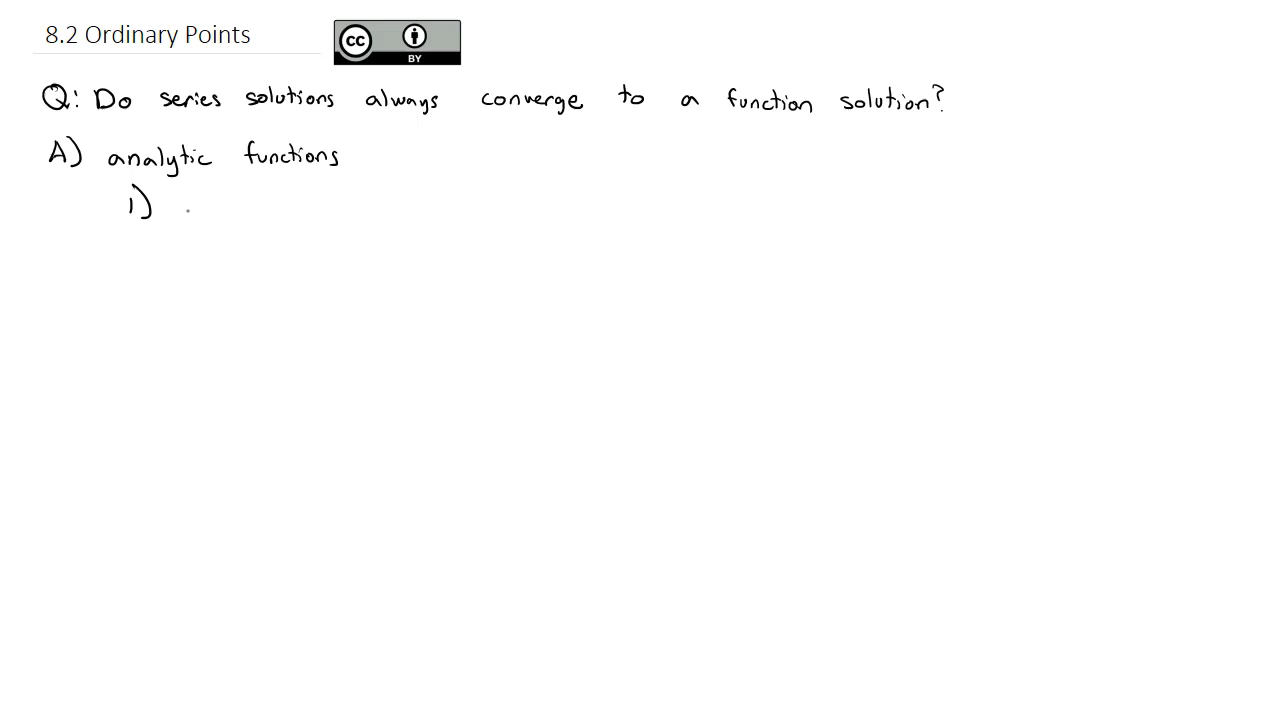 8.2 Ordinary Points
cc BY
Q: Do series solutions always converge to a function solution?
A) analytic functions
1)